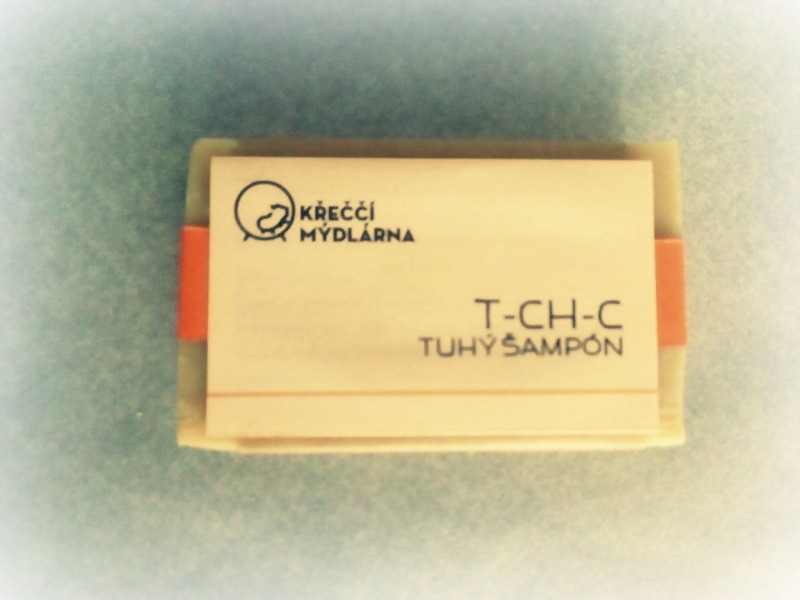 KŘEČČÍ
MÝDLÁRNA
T-CH-C
TUHÝ ŠAMPÓN